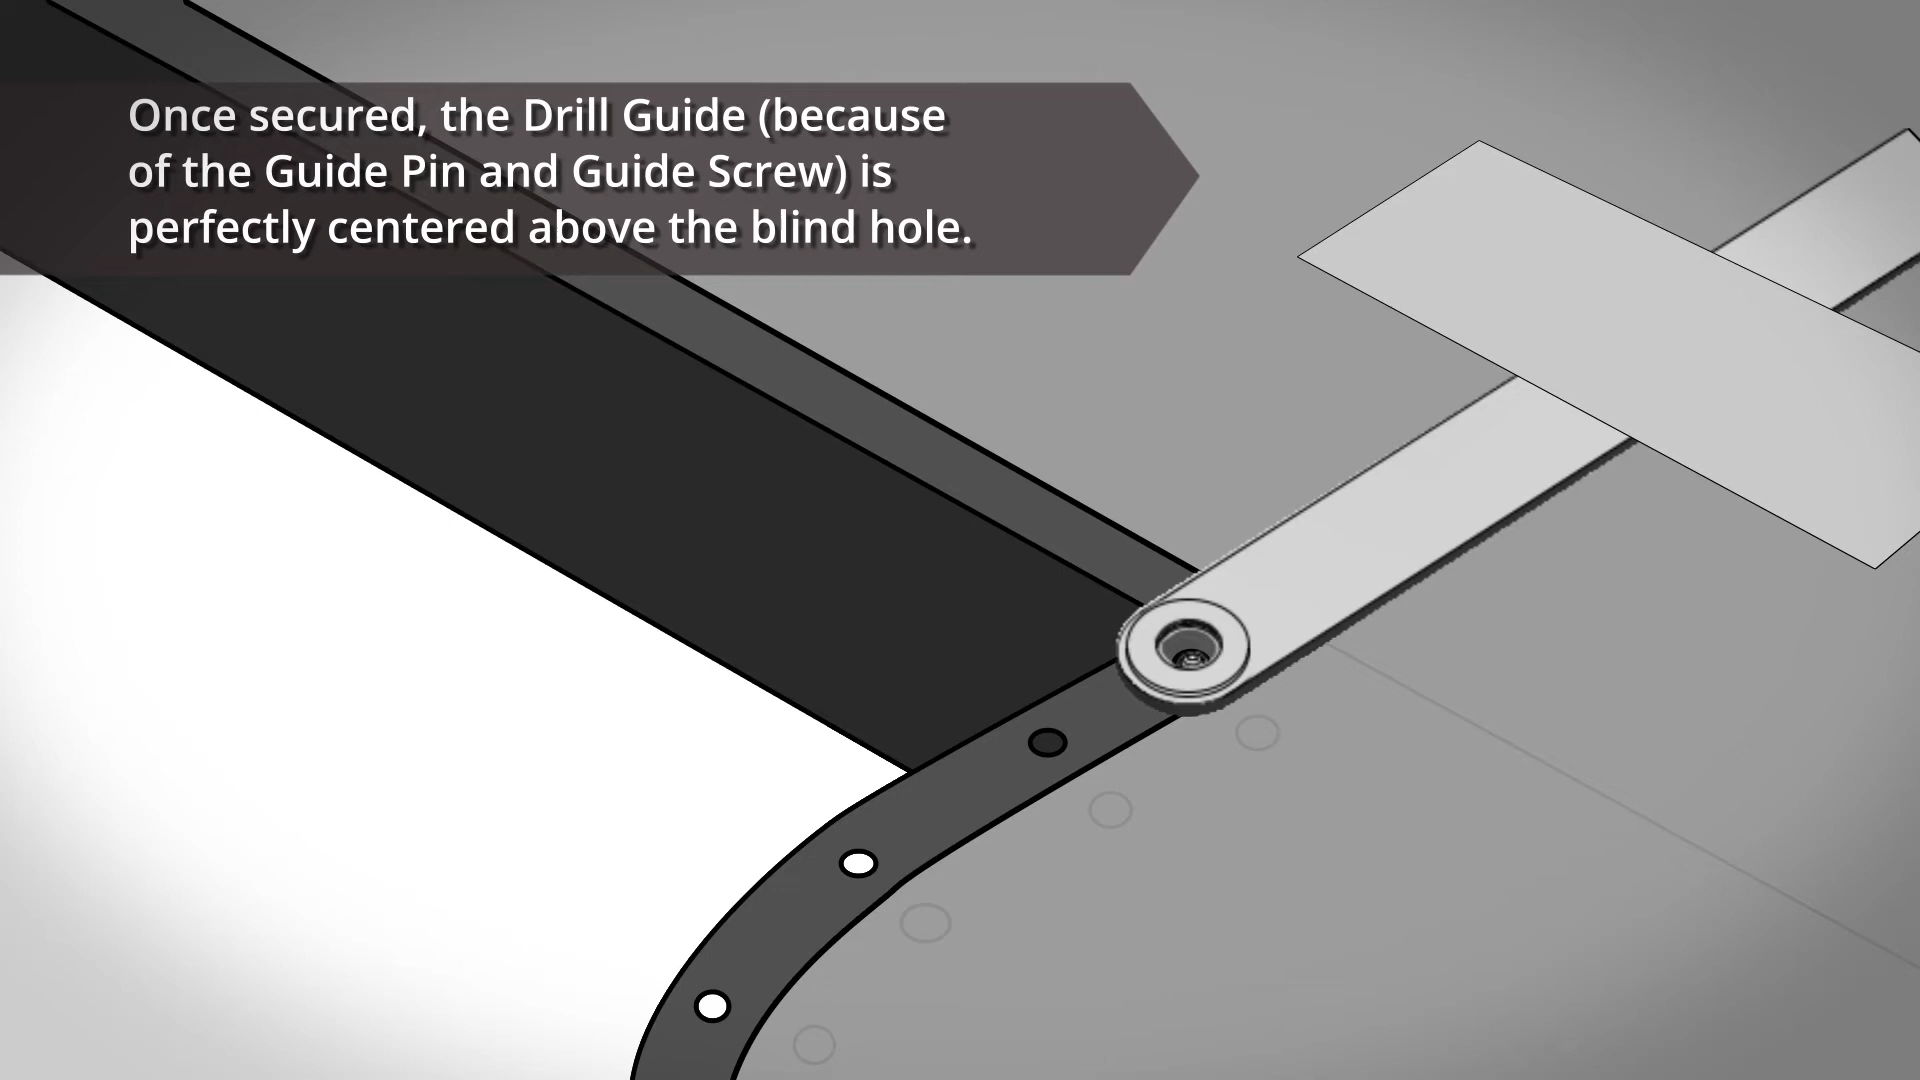 Once secured, the Drill Guide (because
of the Guide Pin and Guide Screw) is
perfectly centered above the blind hole.